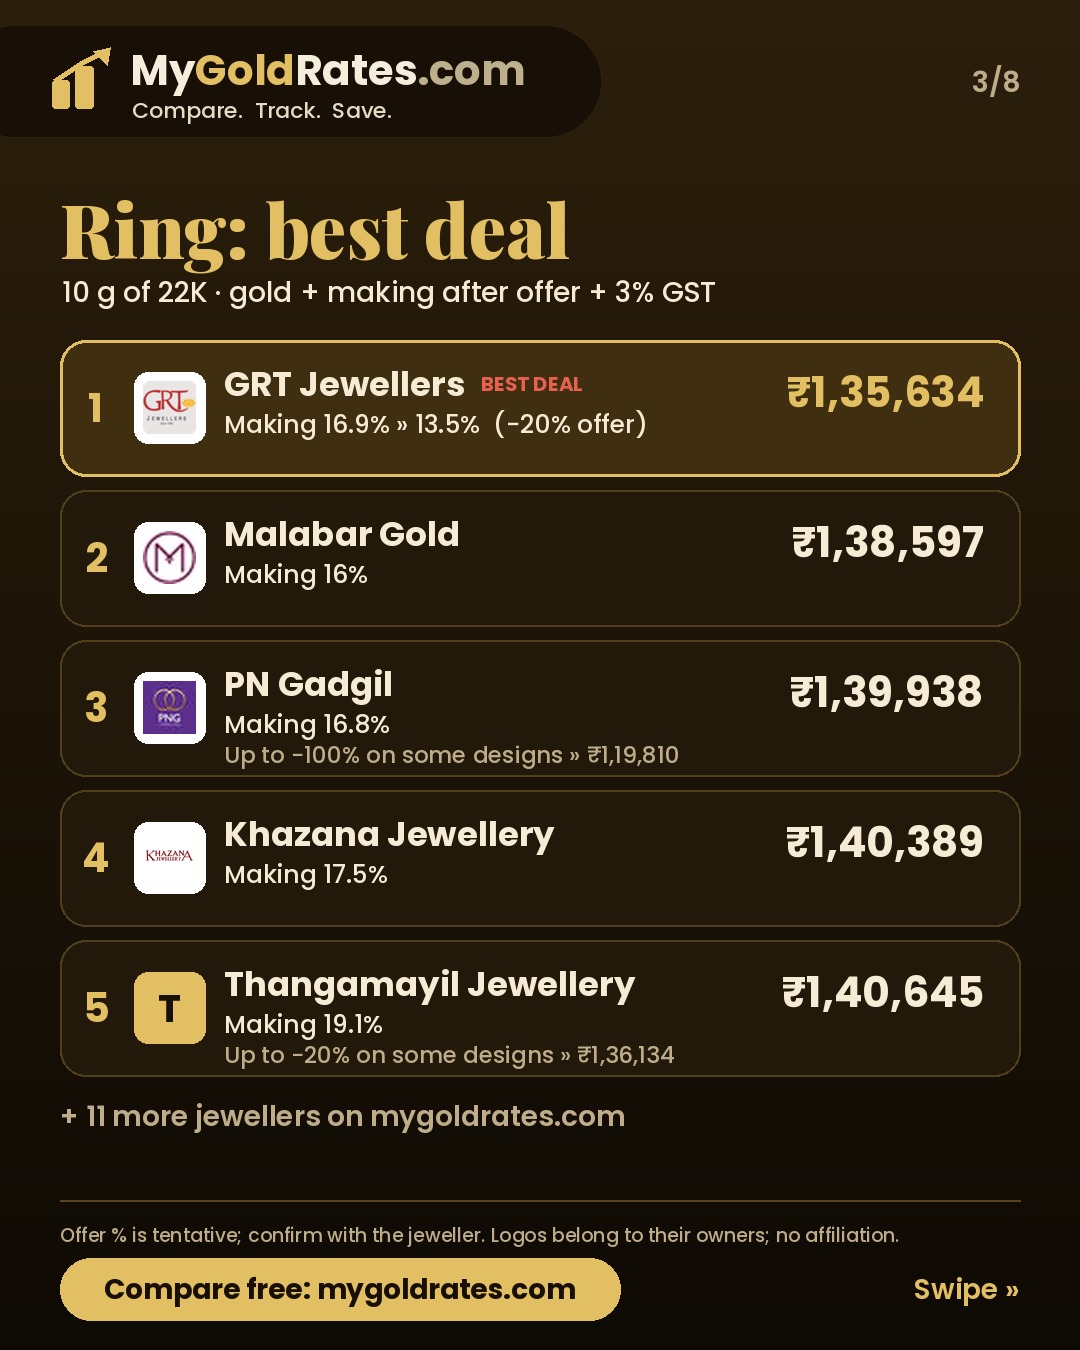 MyGoldRates.com
Compare. Track. Save.
3/8
Ring: best deal
10 g of 22K · gold + making after offer + 3% GST
1
GRT
JEWELLERS
GRT Jewellers BEST DEAL
Making 16.9% » 13.5% (-20% offer)
₹1,35,634
2
M
Malabar Gold
Making 16%
₹1,38,597
3
PNG
PN Gadgil
Making 16.8%
Up to -100% on some designs » ₹1,19,810
₹1,39,938
4
KHAZANA
JEWELLERY
Khazana Jewellery
Making 17.5%
₹1,40,389
5
T
Thangamayil Jewellery
Making 19.1%
Up to -20% on some designs » ₹1,36,134
₹1,40,645
+ 11 more jewellers on mygoldrates.com
Offer % is tentative; confirm with the jeweller. Logos belong to their owners; no affiliation.
Compare free: mygoldrates.com
Swipe »